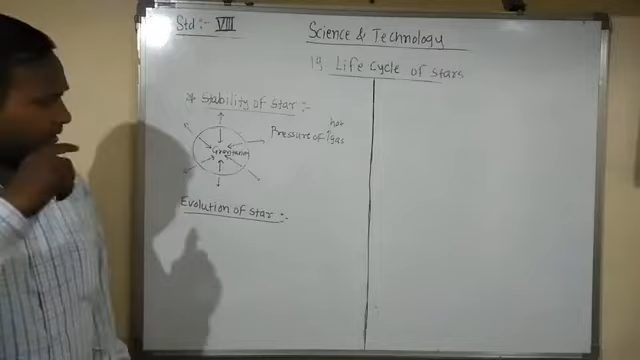 Std:- VIII
Science & Technology
19 Life Cycle of stars
* Stability of Star :-
Pressure of hot gas
Evolution of Star :-